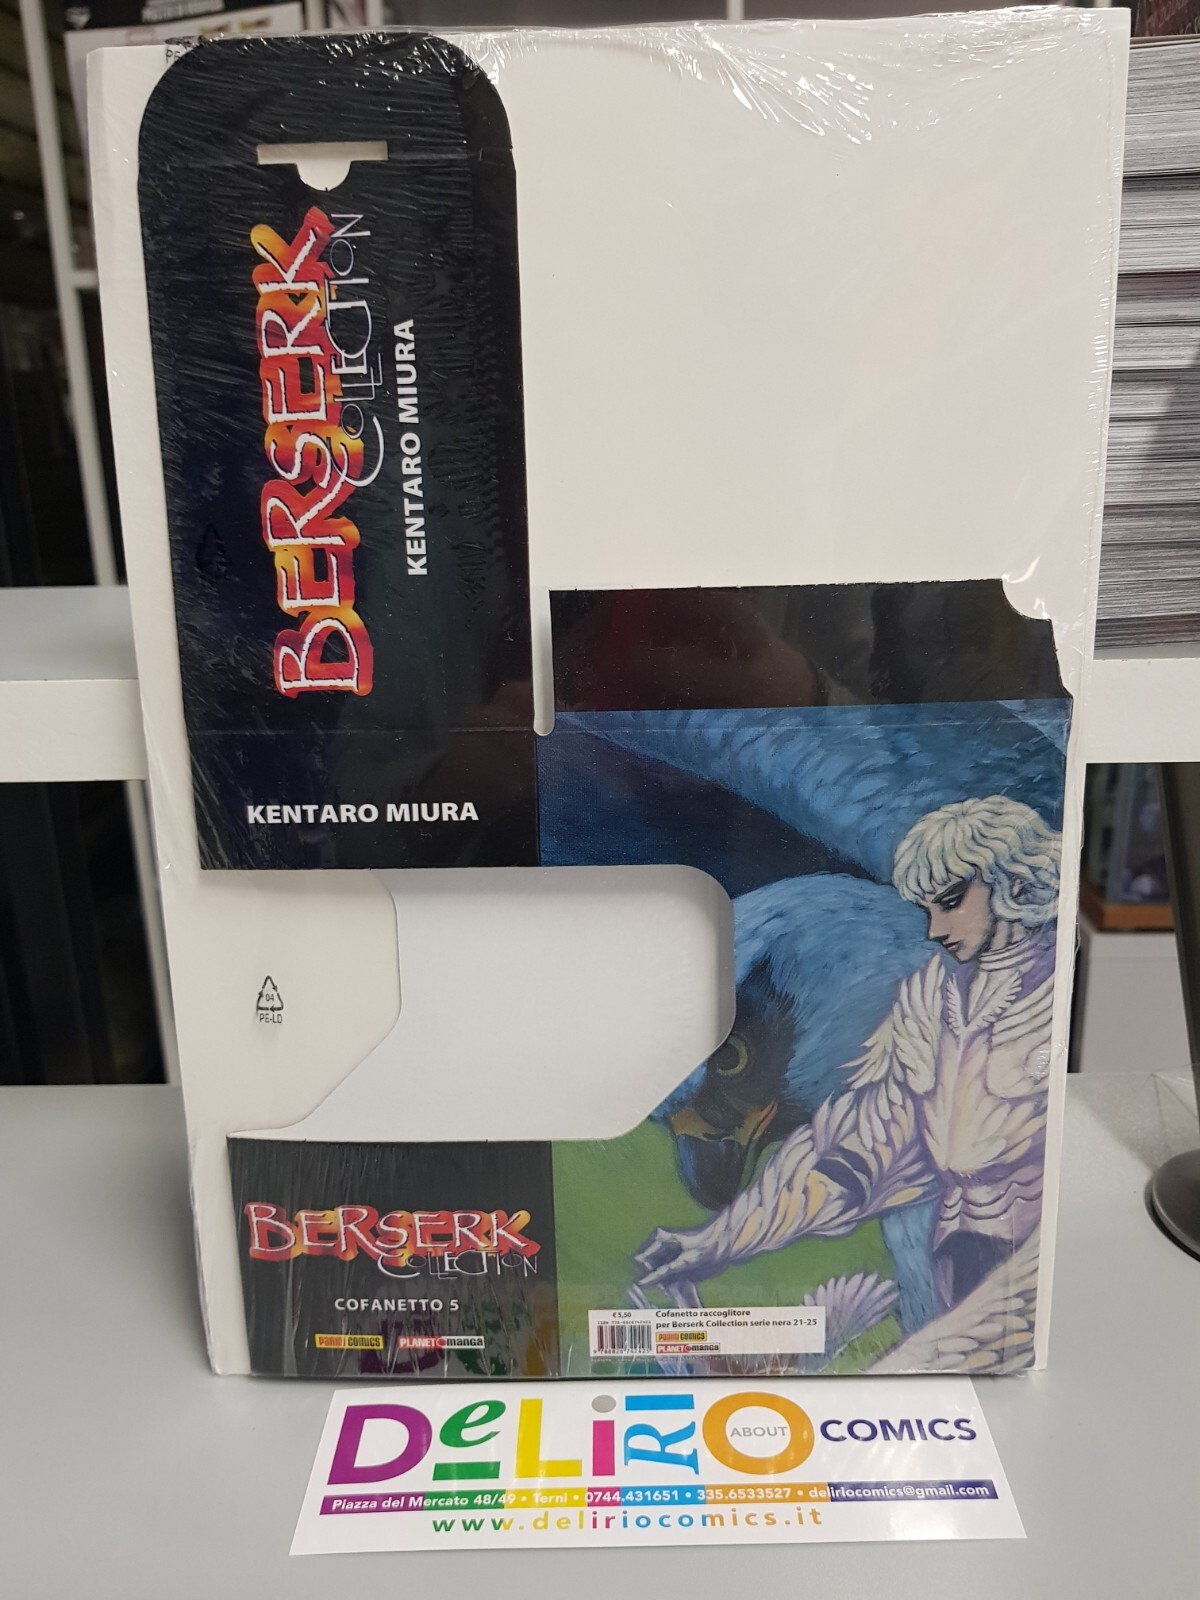 BERSERK
COLLECTION
KENTARO MIURA
KENTARO MIURA
04
PE-LD
BERSERK
COLLECTION
COFANETTO 5
PANINI COMICS
PLANET manga
€ 5,50
Cofanetto raccoglitore
per Berserk Collection serie nera 21-25
PANINI COMICS
PLANET manga
DeLiRiO
ABOUT
COMICS
Piazza del Mercato 48/49 • Terni • 0744.431651 • 335.6533527 • deliriocomics@gmail.com
www.deliriocomics.it